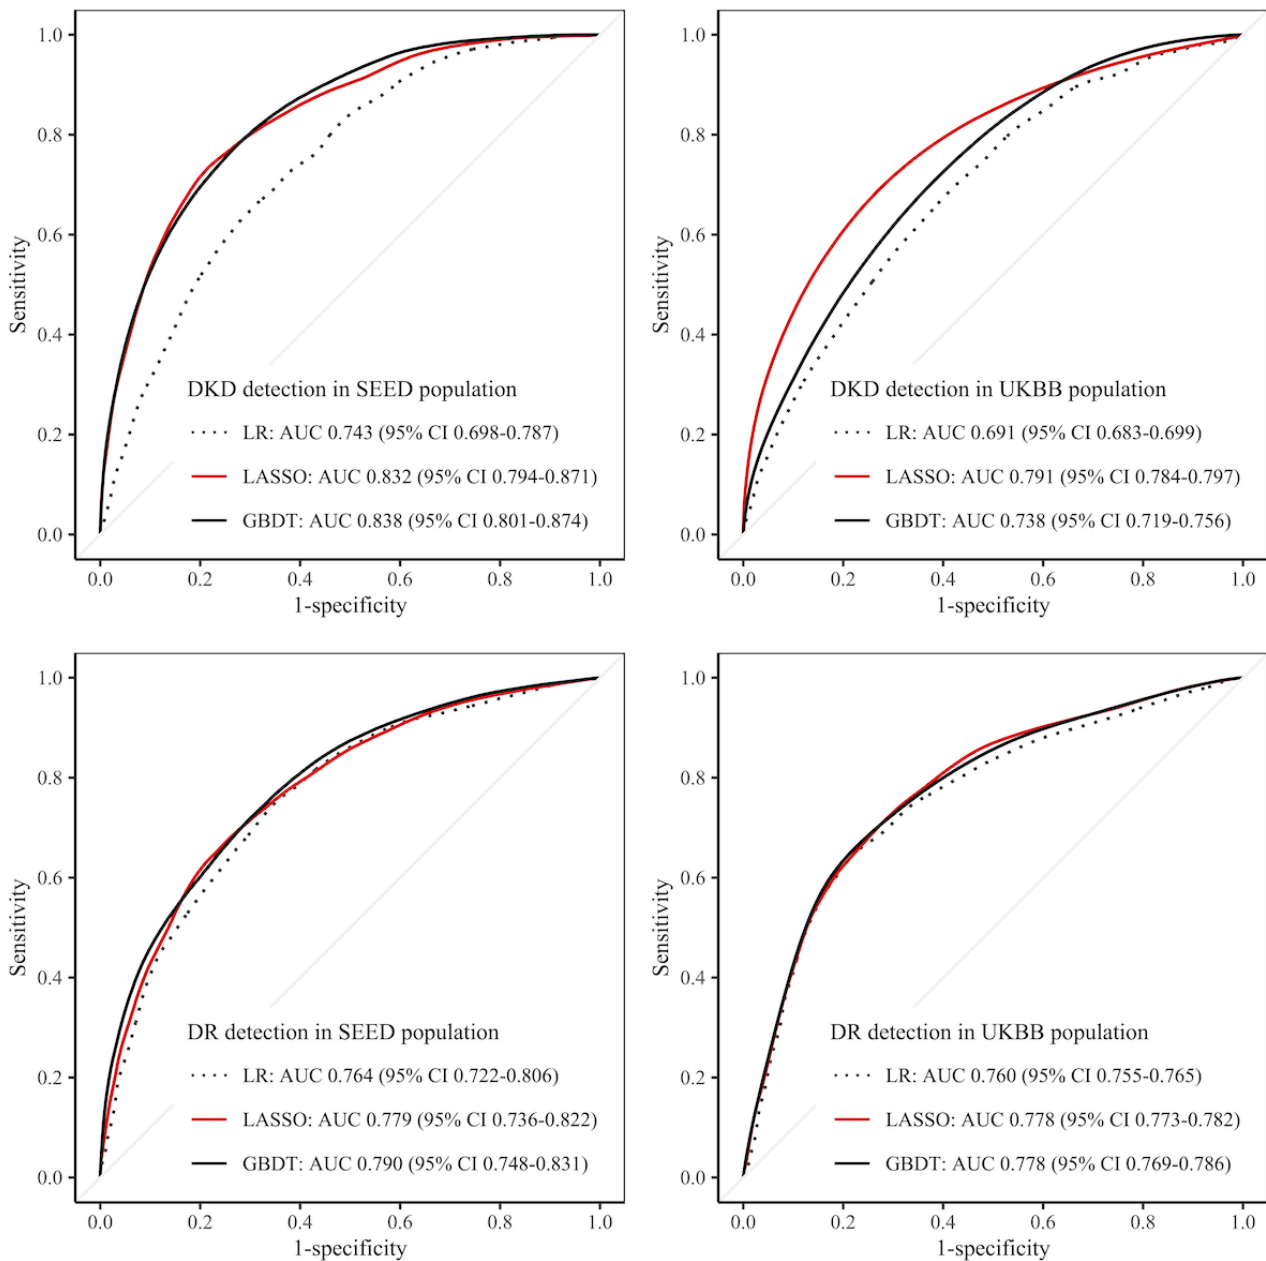 1.0
0.8
0.6
0.4
0.2
0.0
Sensitivity
DKD detection in SEED population
LR: AUC 0.743 (95% CI 0.698-0.787)
LASSO: AUC 0.832 (95% CI 0.794-0.871)
GBDT: AUC 0.838 (95% CI 0.801-0.874)
0.0 0.2 0.4 0.6 0.8 1.0
1-specificity
1.0
0.8
0.6
0.4
0.2
0.0
Sensitivity
DKD detection in UKBB population
LR: AUC 0.691 (95% CI 0.683-0.699)
LASSO: AUC 0.791 (95% CI 0.784-0.797)
GBDT: AUC 0.738 (95% CI 0.719-0.756)
0.0 0.2 0.4 0.6 0.8 1.0
1-specificity
1.0
0.8
0.6
0.4
0.2
0.0
Sensitivity
DR detection in SEED population
LR: AUC 0.764 (95% CI 0.722-0.806)
LASSO: AUC 0.779 (95% CI 0.736-0.822)
GBDT: AUC 0.790 (95% CI 0.748-0.831)
0.0 0.2 0.4 0.6 0.8 1.0
1-specificity
1.0
0.8
0.6
0.4
0.2
0.0
Sensitivity
DR detection in UKBB population
LR: AUC 0.760 (95% CI 0.755-0.765)
LASSO: AUC 0.778 (95% CI 0.773-0.782)
GBDT: AUC 0.778 (95% CI 0.769-0.786)
0.0 0.2 0.4 0.6 0.8 1.0
1-specificity